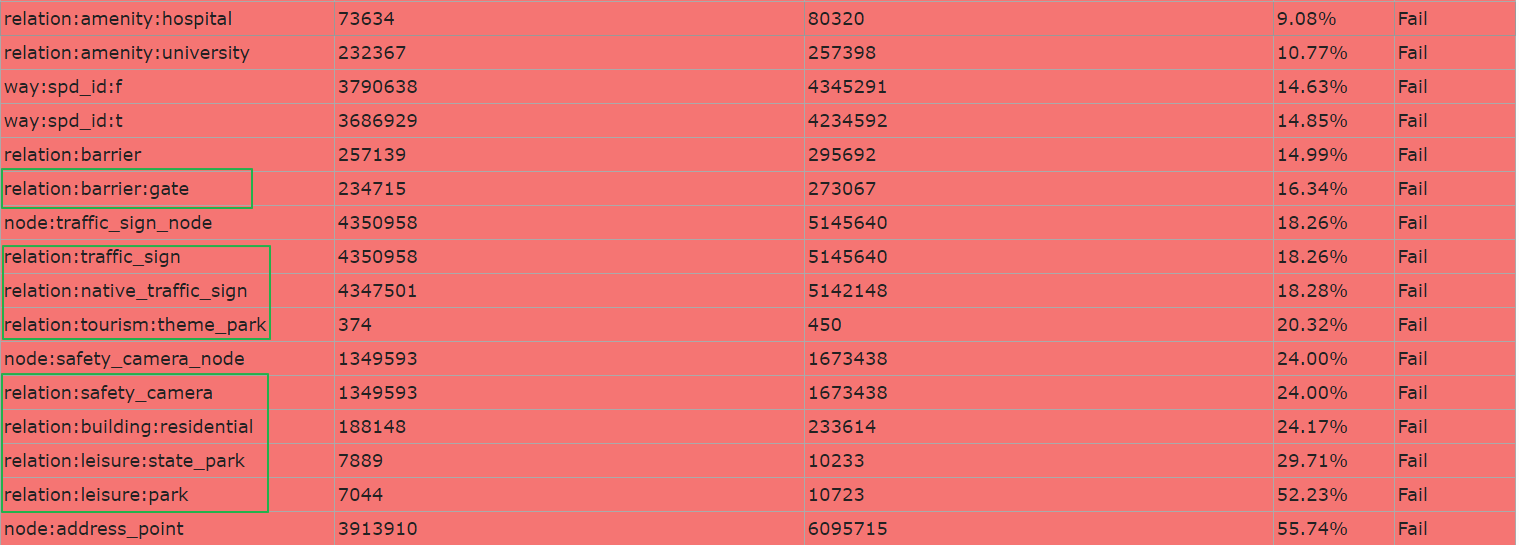 relation:amenity:hospital 73634 80320 9.08% Fail
relation:amenity:university 232367 257398 10.77% Fail
way:spd_id:f 3790638 4345291 14.63% Fail
way:spd_id:t 3686929 4234592 14.85% Fail
relation:barrier 257139 295692 14.99% Fail
relation:barrier:gate 234715 273067 16.34% Fail
node:traffic_sign_node 4350958 5145640 18.26% Fail
relation:traffic_sign 4350958 5145640 18.26% Fail
relation:native_traffic_sign 4347501 5142148 18.28% Fail
relation:tourism:theme_park 374 450 20.32% Fail
node:safety_camera_node 1349593 1673438 24.00% Fail
relation:safety_camera 1349593 1673438 24.00% Fail
relation:building:residential 188148 233614 24.17% Fail
relation:leisure:state_park 7889 10233 29.71% Fail
relation:leisure:park 7044 10723 52.23% Fail
node:address_point 3913910 6095715 55.74% Fail